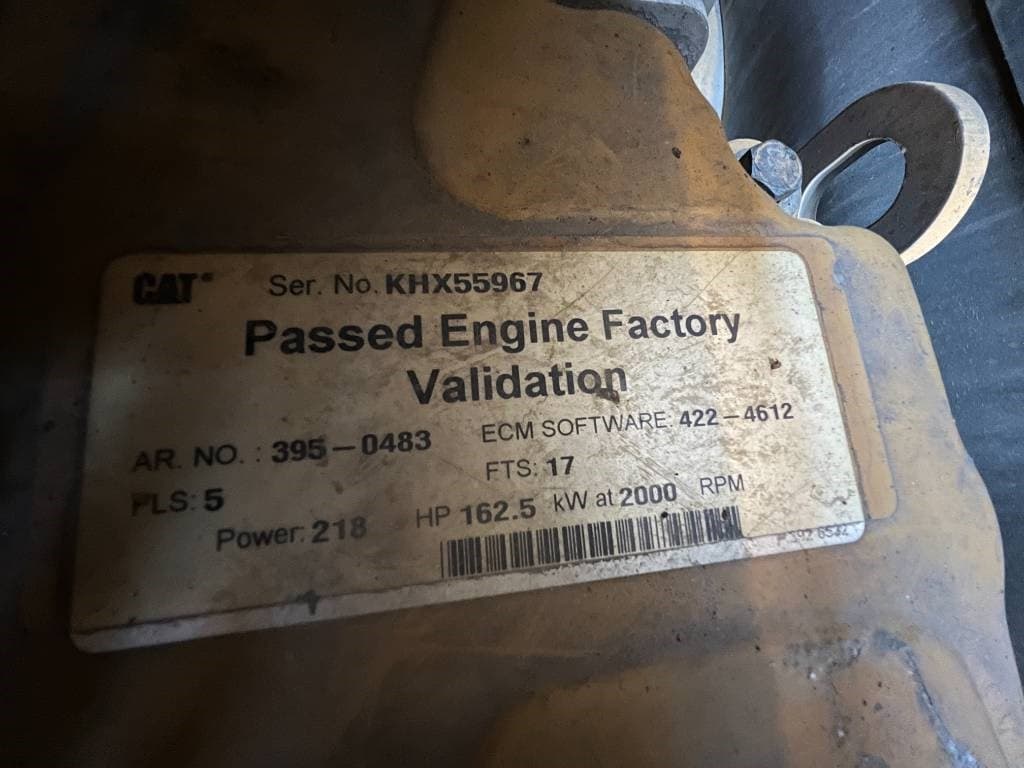 CAT Ser. No. KHX55967
Passed Engine Factory
Validation
AR. NO. : 395-0483 ECM SOFTWARE: 422-4612
PLS: 5 FTS: 17
Power: 218 HP 162.5 kW at 2000 RPM